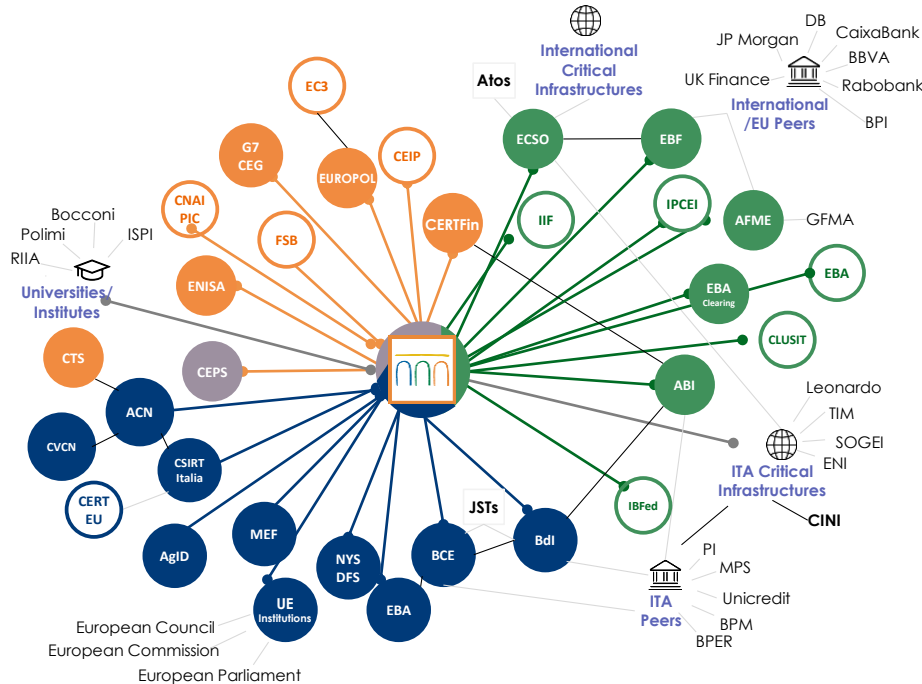 DB
CaixaBank
JP Morgan
BBVA
UK Finance
Rabobank
International
/EU Peers
BPI
International
Critical
Infrastructures
Atos
EC3
G7
CEG
EUROPOL
CEIP
ECSO
EBF
CNAI
PIC
FSB
CERTFin
IIF
IPCEI
AFME
GFMA
Bocconi
Polimi
ISPI
RIIA
Universities/
Institutes
ENISA
EBA
Clearing
EBA
CTS
CEPS
CLUSIT
ACN
ABI
Leonardo
TIM
SOGEI
ENI
ITA Critical
Infrastructures
CINI
CVCN
CSIRT
Italia
CERT
EU
IBFed
JSTs
MEF
BdI
AgID
NYS
DFS
BCE
PI
MPS
Unicredit
BPM
BPER
ITA
Peers
UE
Institutions
EBA
European Council
European Commission
European Parliament